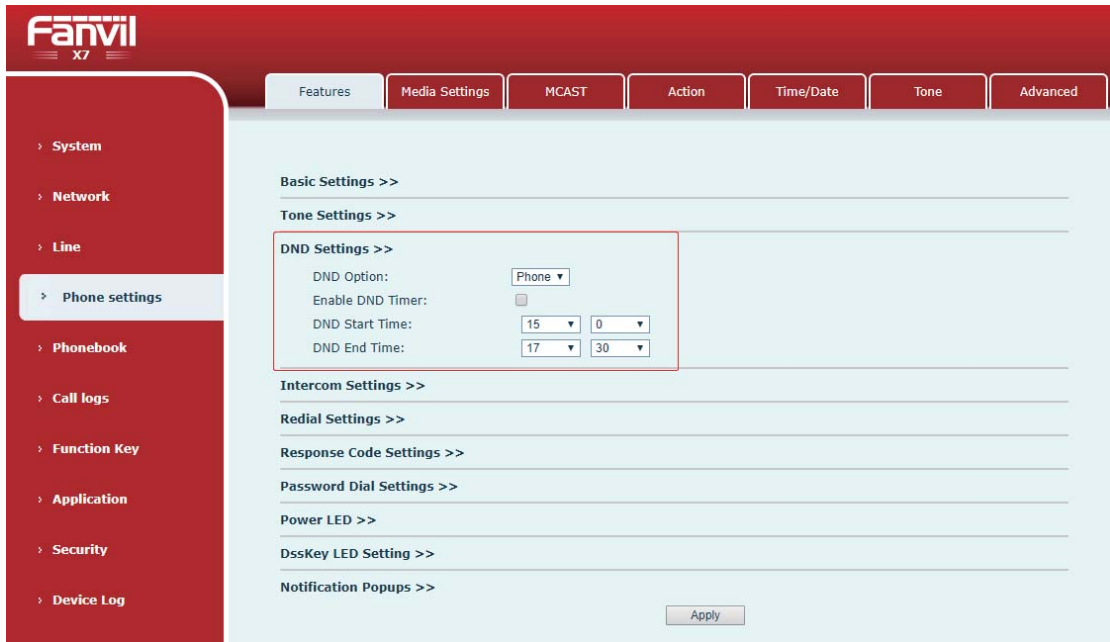 Fanvil
X7
Features Media Settings MCAST Action Time/Date Tone Advanced
› System
› Network
› Line
› Phone settings
› Phonebook
› Call logs
› Function Key
› Application
› Security
› Device Log
Basic Settings >>
Tone Settings >>
DND Settings >>
DND Option: Phone
Enable DND Timer:
DND Start Time: 15 0
DND End Time: 17 30
Intercom Settings >>
Redial Settings >>
Response Code Settings >>
Password Dial Settings >>
Power LED >>
DssKey LED Setting >>
Notification Popups >>
Apply